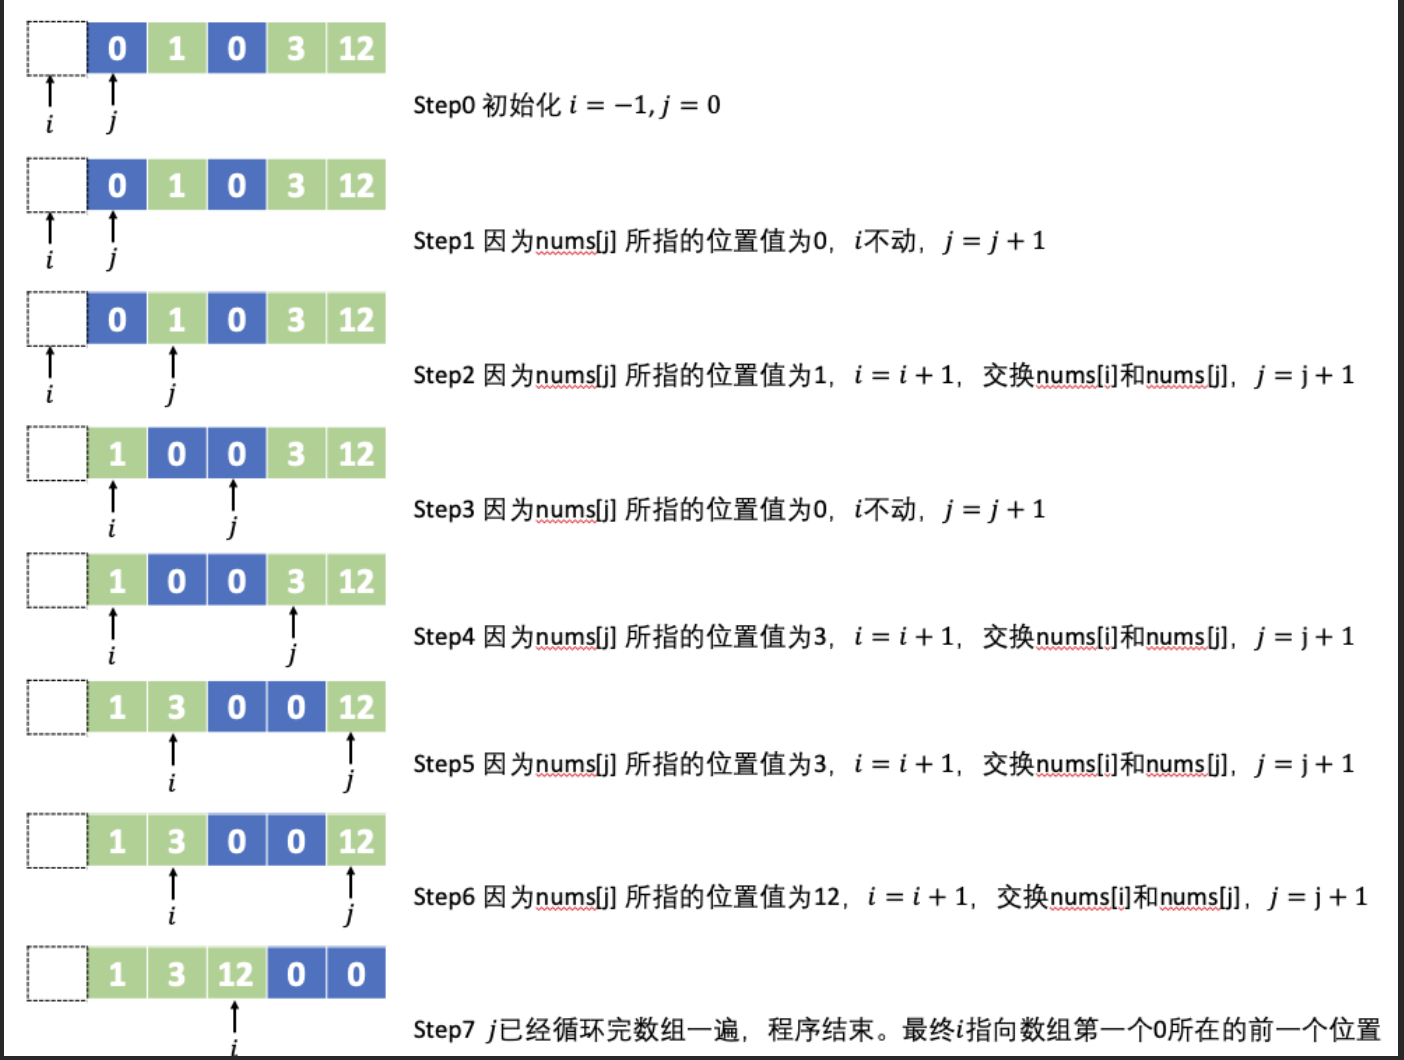 0 1 0 3 12
i j
Step0 初始化 i = −1, j = 0
0 1 0 3 12
i j
Step1 因为nums[j] 所指的位置值为0，i不动，j = j + 1
0 1 0 3 12
i j
Step2 因为nums[j] 所指的位置值为1，i = i + 1，交换nums[i]和nums[j]，j = j + 1
1 0 0 3 12
i j
Step3 因为nums[j] 所指的位置值为0，i不动，j = j + 1
1 0 0 3 12
i j
Step4 因为nums[j] 所指的位置值为3，i = i + 1，交换nums[i]和nums[j]，j = j + 1
1 3 0 0 12
i j
Step5 因为nums[j] 所指的位置值为3，i = i + 1，交换nums[i]和nums[j]，j = j + 1
1 3 0 0 12
i j
Step6 因为nums[j] 所指的位置值为12，i = i + 1，交换nums[i]和nums[j]，j = j + 1
1 3 12 0 0
i
Step7 j已经循环完数组一遍，程序结束。最终i指向数组第一个0所在的前一个位置